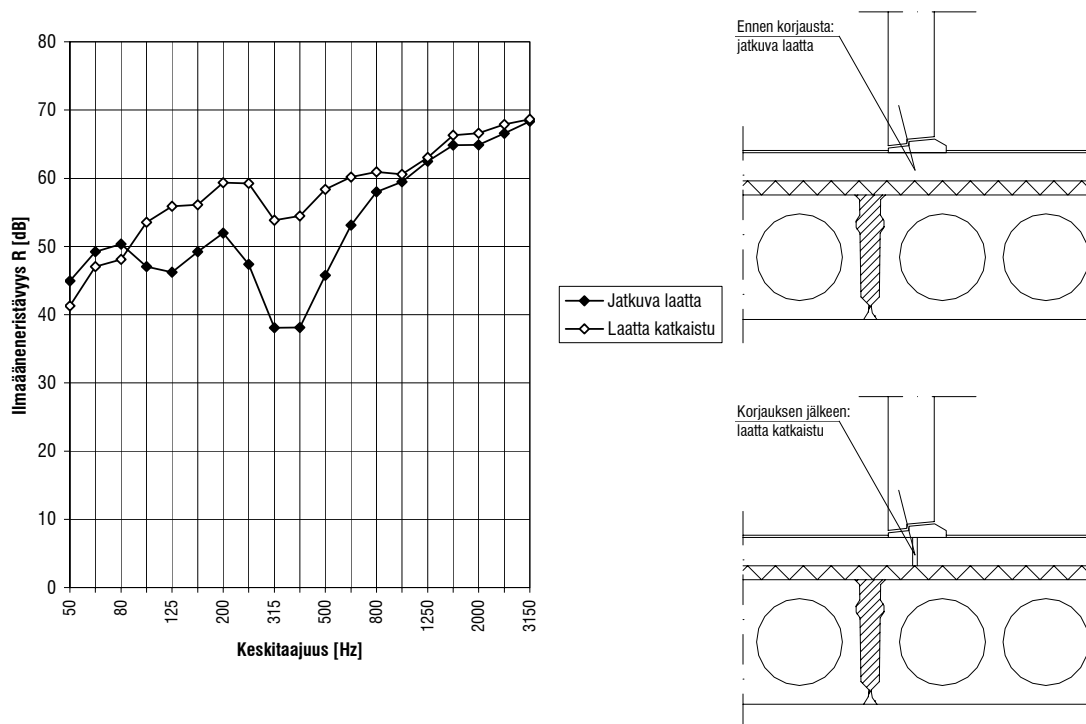 80
70
60
50
40
30
20
10
0
Ilmaääneneristävyys R [dB]
50
80
125
200
315
500
800
1250
2000
3150
Keskitaajuus [Hz]
Jatkuva laatta
Laatta katkaistu
Ennen korjausta:
jatkuva laatta
Korjauksen jälkeen:
laatta katkaistu